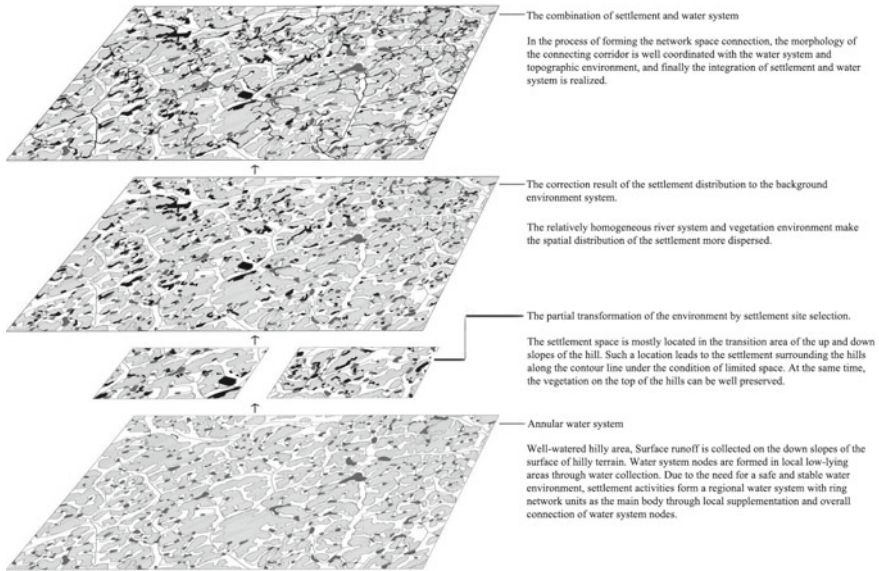 The combination of settlement and water system
In the process of forming the network space connection, the morphology of
the connecting corridor is well coordinated with the water system and
topographic environment, and finally the integration of settlement and water
system is realized.
The correction result of the settlement distribution to the background
environment system.
The relatively homogeneous river system and vegetation environment make
the spatial distribution of the settlement more dispersed.
The partial transformation of the environment by settlement site selection.
The settlement space is mostly located in the transition area of the up and down
slopes of the hill. Such a location leads to the settlement surrounding the hills
along the contour line under the condition of limited space. At the same time,
the vegetation on the top of the hills can be well preserved.
Annular water system
Well-watered hilly area, Surface runoff is collected on the down slopes of the
surface of hilly terrain. Water system nodes are formed in local low-lying
areas through water collection. Due to the need for a safe and stable water
environment, settlement activities form a regional water system with ring
network units as the main body through local supplementation and overall
connection of water system nodes.